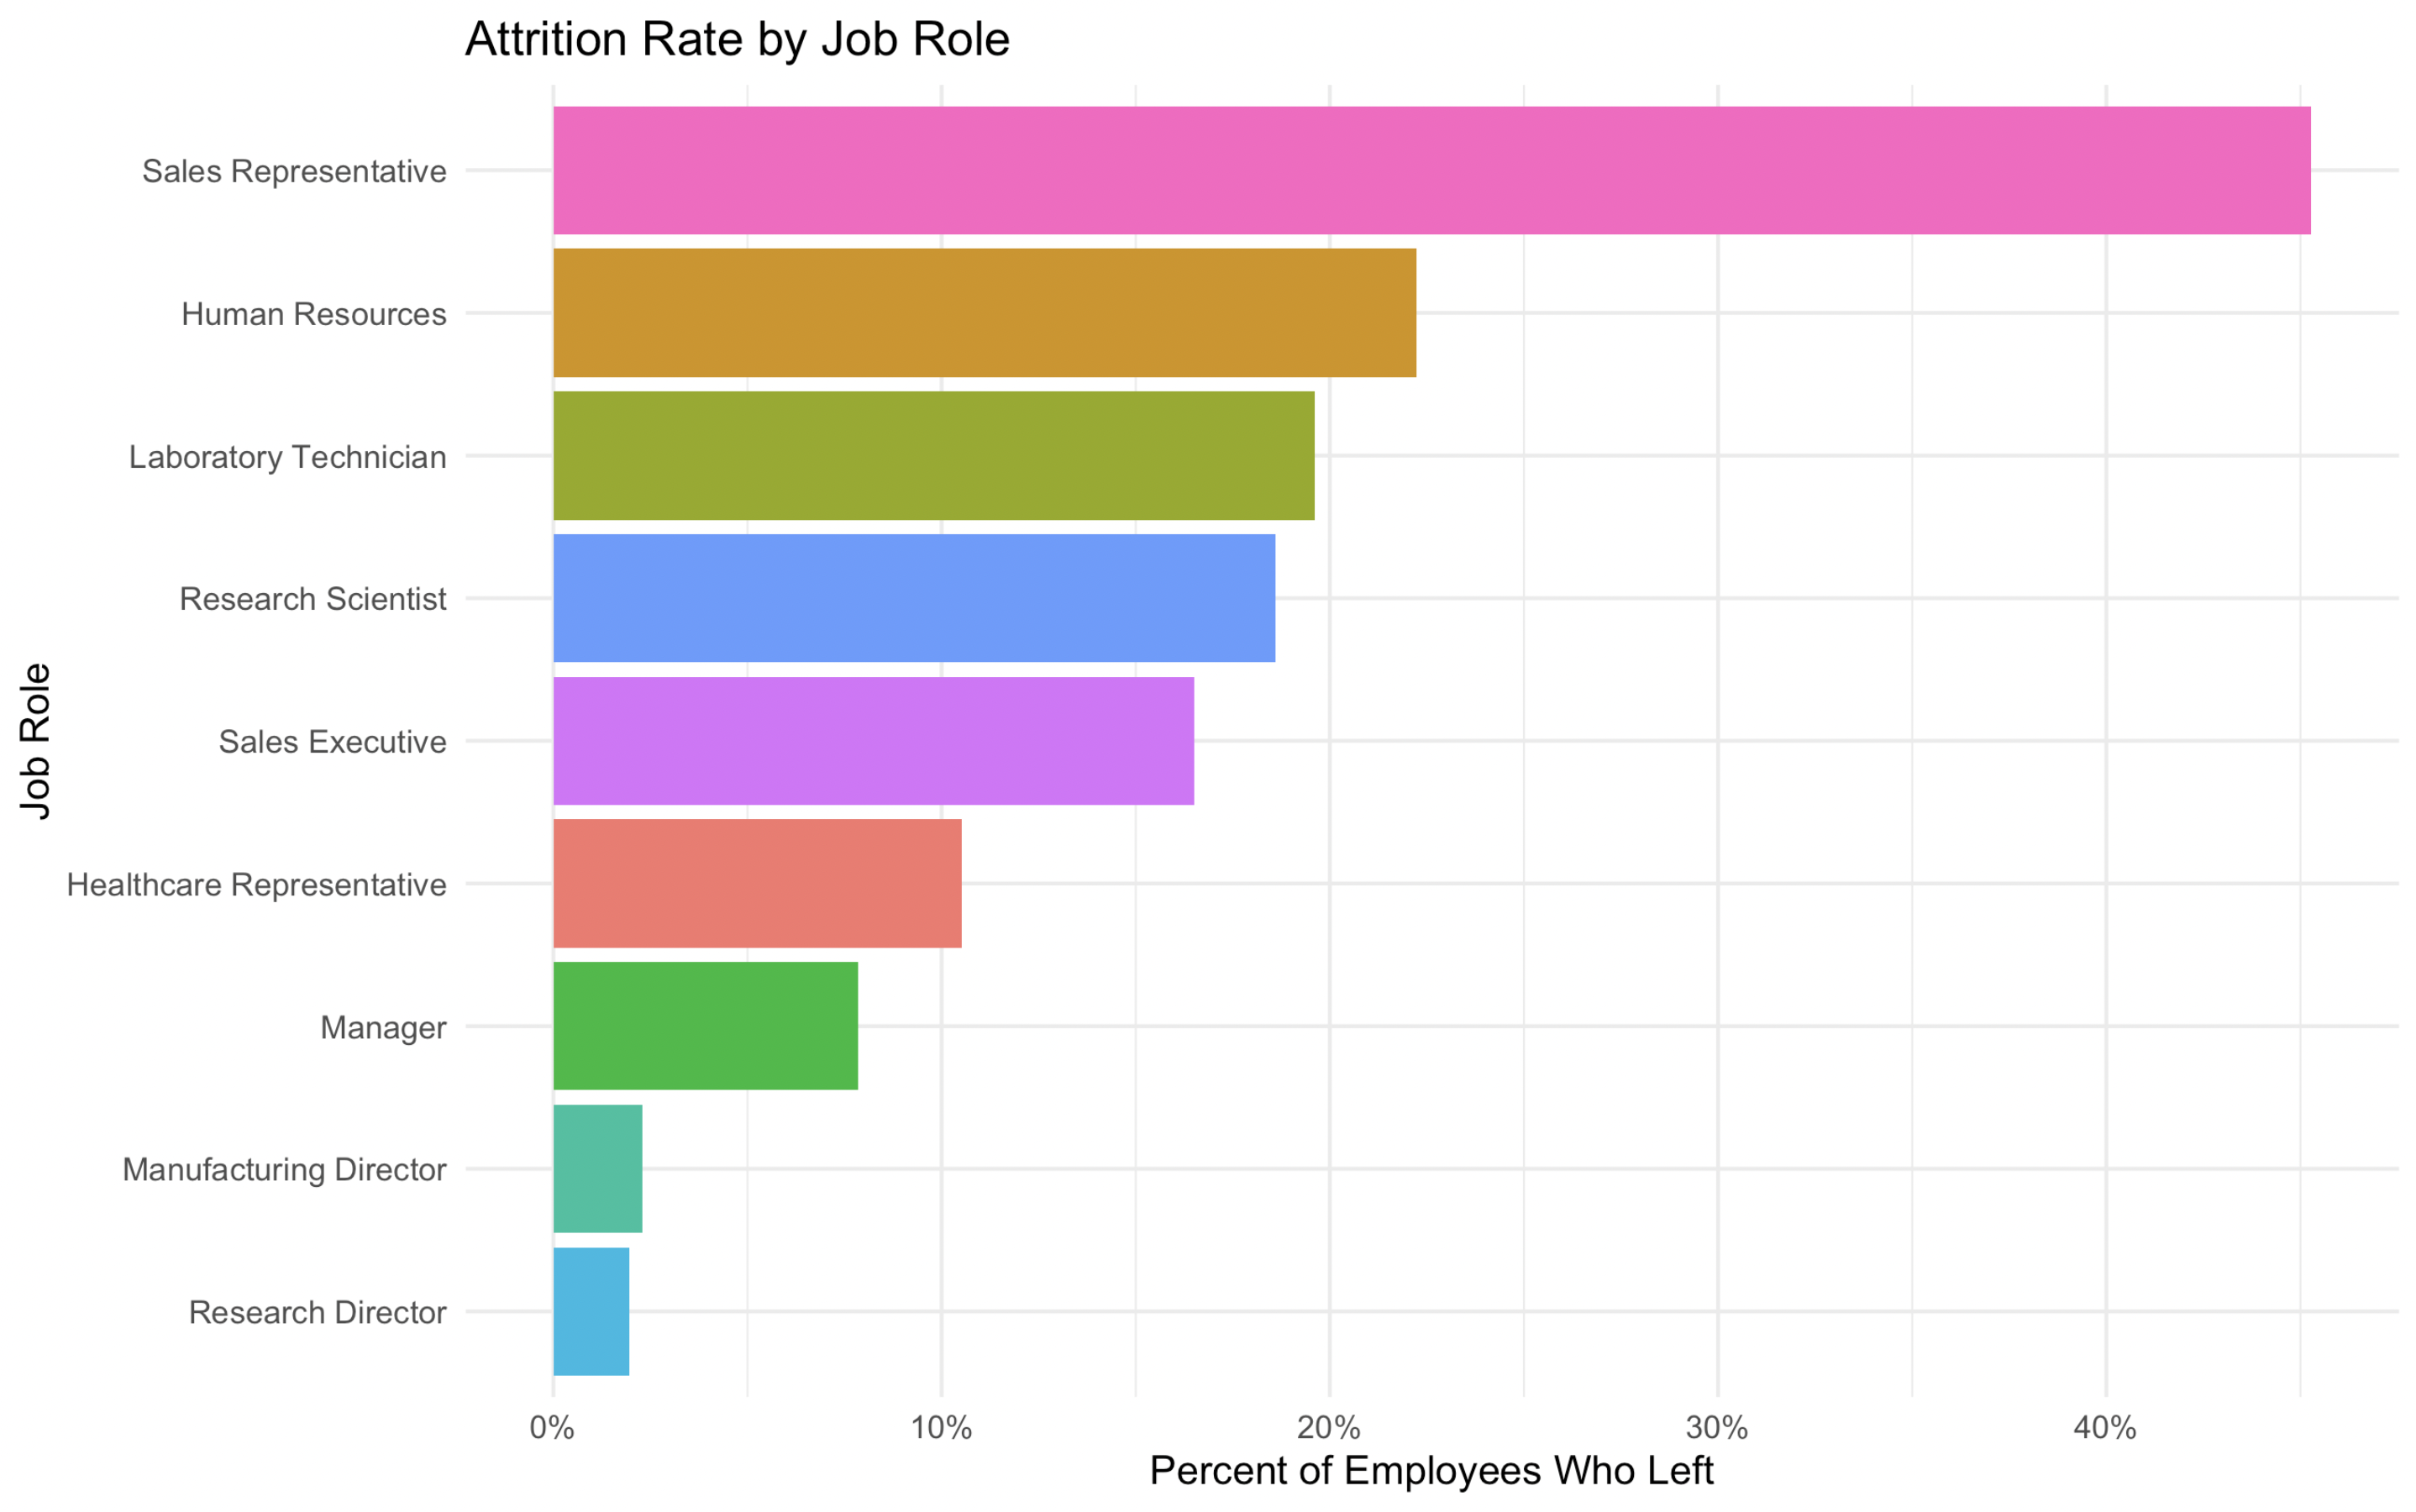 Attrition Rate by Job Role
Job Role
Sales Representative
Human Resources
Laboratory Technician
Research Scientist
Sales Executive
Healthcare Representative
Manager
Manufacturing Director
Research Director
0% 10% 20% 30% 40%
Percent of Employees Who Left